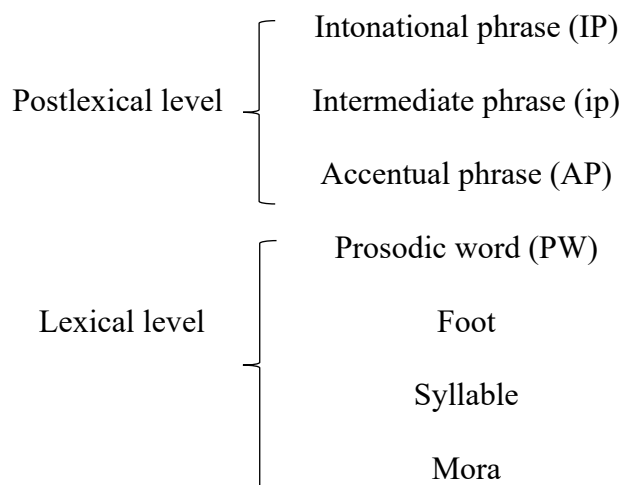 Intonational phrase (IP)
Postlexical level
Intermediate phrase (ip)
Accentual phrase (AP)
Prosodic word (PW)
Lexical level
Foot
Syllable
Mora